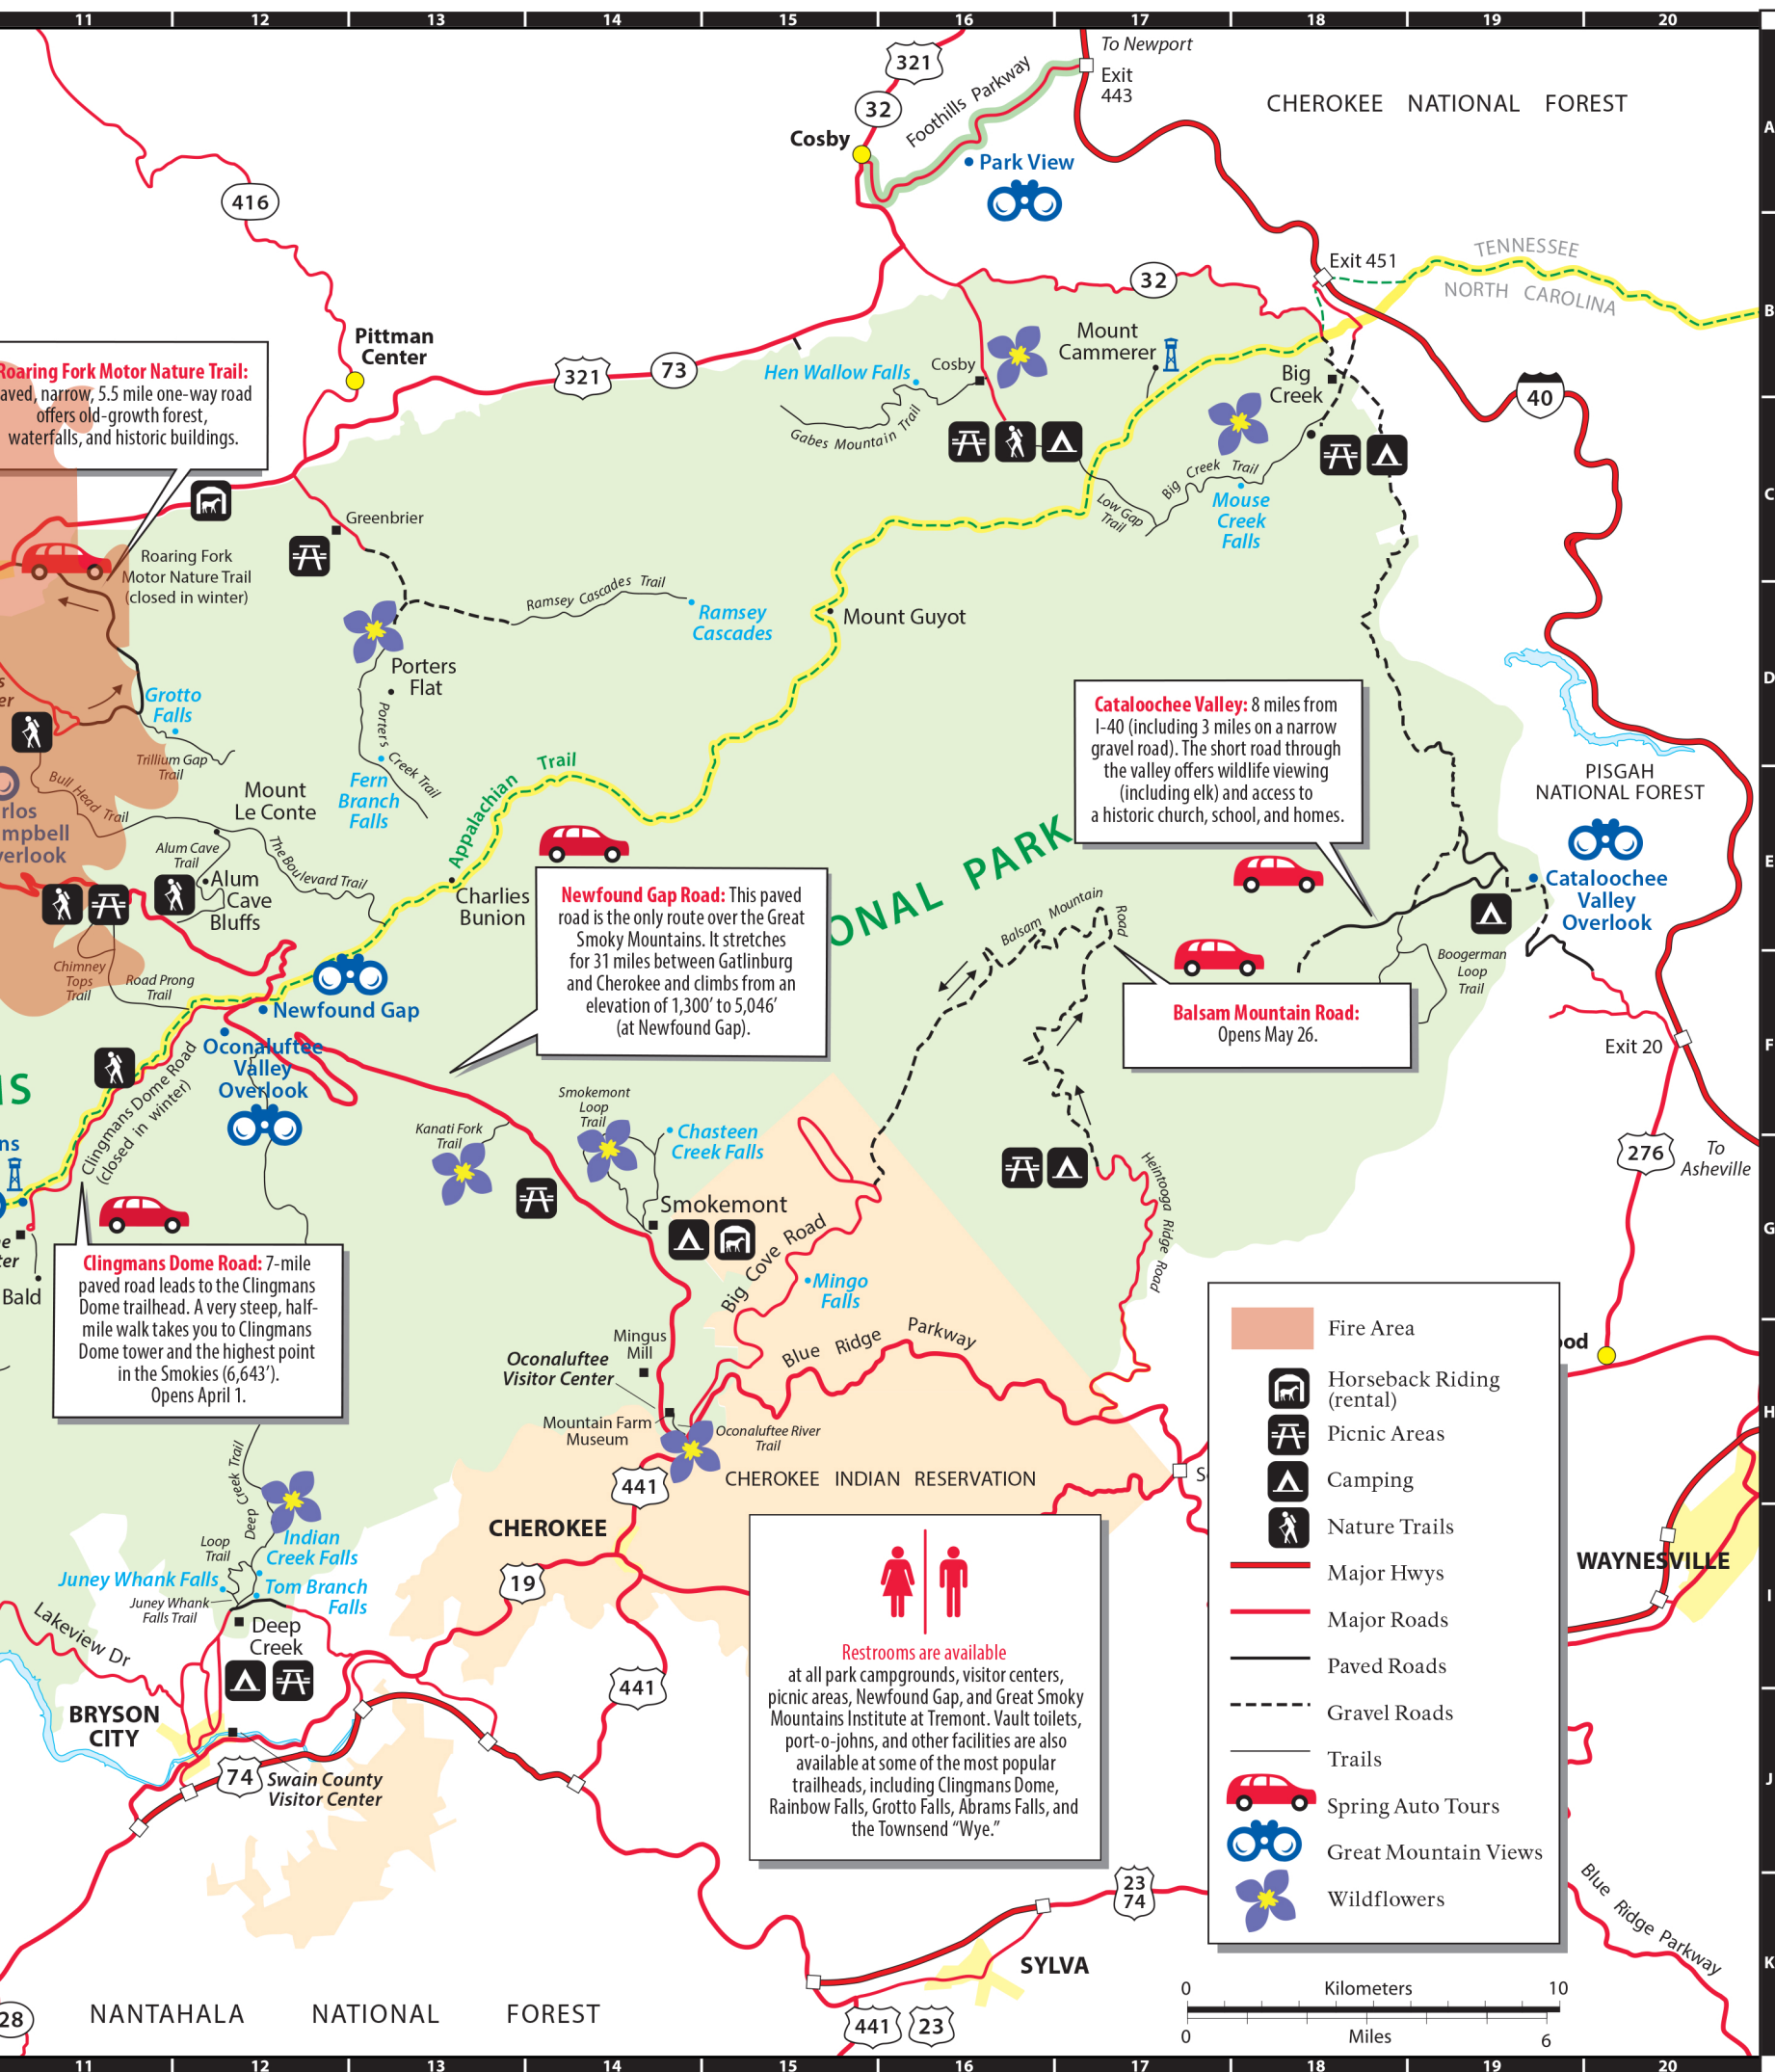 11 12 13 14 15 16 17 18 19 20
A
B
C
D
E
F
G
H
I
J
K
321
To Newport
Exit
443
32
Foothills Parkway
CHEROKEE NATIONAL FOREST
Cosby
Park View
416
TENNESSEE
NORTH CAROLINA
Exit 451
32
Pittman
Center
Mount
Cammerer
Hen Wallow Falls
Cosby
Big
Creek
321
73
40
Roaring Fork Motor Nature Trail:
aved, narrow, 5.5 mile one-way road
offers old-growth forest,
waterfalls, and historic buildings.
Gabes Mountain Trail
Big Creek Trail
Low Gap
Trail
Mouse
Creek
Falls
Greenbrier
Roaring Fork
Motor Nature Trail
(closed in winter)
Ramsey Cascades Trail
Ramsey
Cascades
Mount Guyot
Porters
Flat
Grotto
Falls
Porters Creek Trail
Trillium Gap
Trail
Fern
Branch
Falls
Appalachian Trail
Cataloochee Valley: 8 miles from
I-40 (including 3 miles on a narrow
gravel road). The short road through
the valley offers wildlife viewing
(including elk) and access to
a historic church, school, and homes.
PISGAH
NATIONAL FOREST
Bull Head Trail
Mount
Le Conte
rlos
mpbell
verlook
Alum Cave
Trail
The Boulevard Trail
Alum
Cave
Bluffs
Charlies
Bunion
Newfound Gap Road: This paved
road is the only route over the Great
Smoky Mountains. It stretches
for 31 miles between Gatlinburg
and Cherokee and climbs from an
elevation of 1,300’ to 5,046’
(at Newfound Gap).
ONAL PARK
Balsam Mountain Road
Cataloochee
Valley
Overlook
Boogerman
Loop
Trail
Chimney
Tops
Trail
Road Prong
Trail
Newfound Gap
Balsam Mountain Road:
Opens May 26.
Oconaluftee
Valley
Overlook
Exit 20
Clingmans Dome Road
(closed in winter)
Smokemont
Loop
Trail
Kanati Fork
Trail
Chasteen
Creek Falls
276
To
Asheville
Heintooga Ridge Road
Smokemont
Big Cove Road
Mingo
Falls
Bald
Clingmans Dome Road: 7-mile
paved road leads to the Clingmans
Dome trailhead. A very steep, half-
mile walk takes you to Clingmans
Dome tower and the highest point
in the Smokies (6,643’).
Opens April 1.
Mingus
Mill
Blue Ridge Parkway
Oconaluftee
Visitor Center
Mountain Farm
Museum
Oconaluftee River
Trail
441
CHEROKEE INDIAN RESERVATION
Fire Area
Horseback Riding
(rental)
Picnic Areas
Camping
Nature Trails
Major Hwys
Major Roads
Paved Roads
Gravel Roads
Trails
Spring Auto Tours
Great Mountain Views
Wildflowers
ood
WAYNESVILLE
Deep Creek Trail
CHEROKEE
Loop
Trail
Indian
Creek Falls
Juney Whank Falls
Tom Branch
Falls
Juney Whank
Falls Trail
19
Lakeview Dr
Deep
Creek
441
Restrooms are available
at all park campgrounds, visitor centers,
picnic areas, Newfound Gap, and Great Smoky
Mountains Institute at Tremont. Vault toilets,
port-o-johns, and other facilities are also
available at some of the most popular
trailheads, including Clingmans Dome,
Rainbow Falls, Grotto Falls, Abrams Falls, and
the Townsend “Wye.”
BRYSON
CITY
74
Swain County
Visitor Center
23
74
Blue Ridge Parkway
SYLVA
0 Kilometers 10
0 Miles 6
28
NANTAHALA NATIONAL FOREST
441
23
11 12 13 14 15 16 17 18 19 20